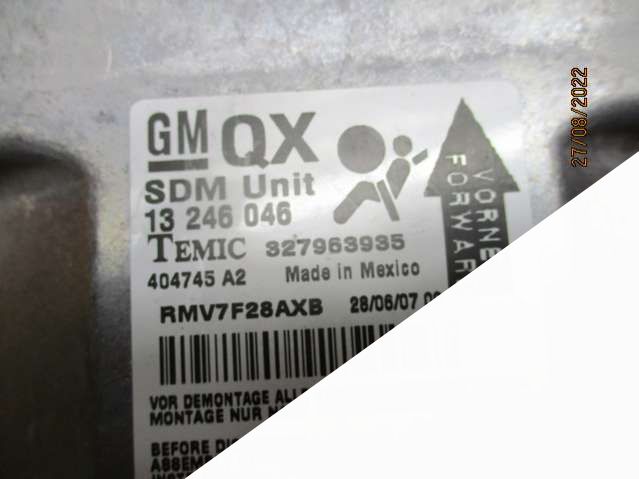 GM QX
SDM Unit
13 246 046
TEMIC 327963935
404745 A2 Made in Mexico
RMV7F28AXB 28/06/07
VOR DEMONTAGE
MONTAGE NUR
BEFORE
VORNE
FORWAR
27/08/2022